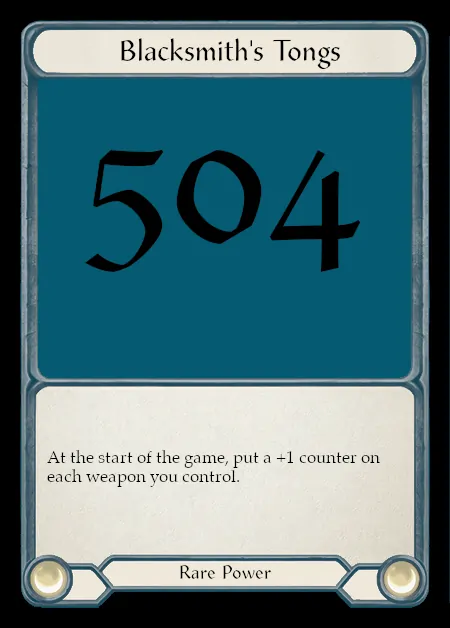 Blacksmith's Tongs
504
At the start of the game, put a +1 counter on
each weapon you control.
Rare Power